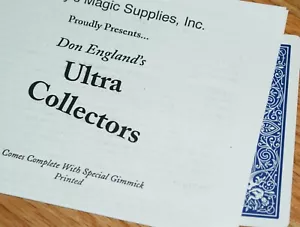 Magic Supplies, Inc.
Proudly Presents...
Don England's
Ultra
Collectors
Comes Complete With Special Gimmick
Printed